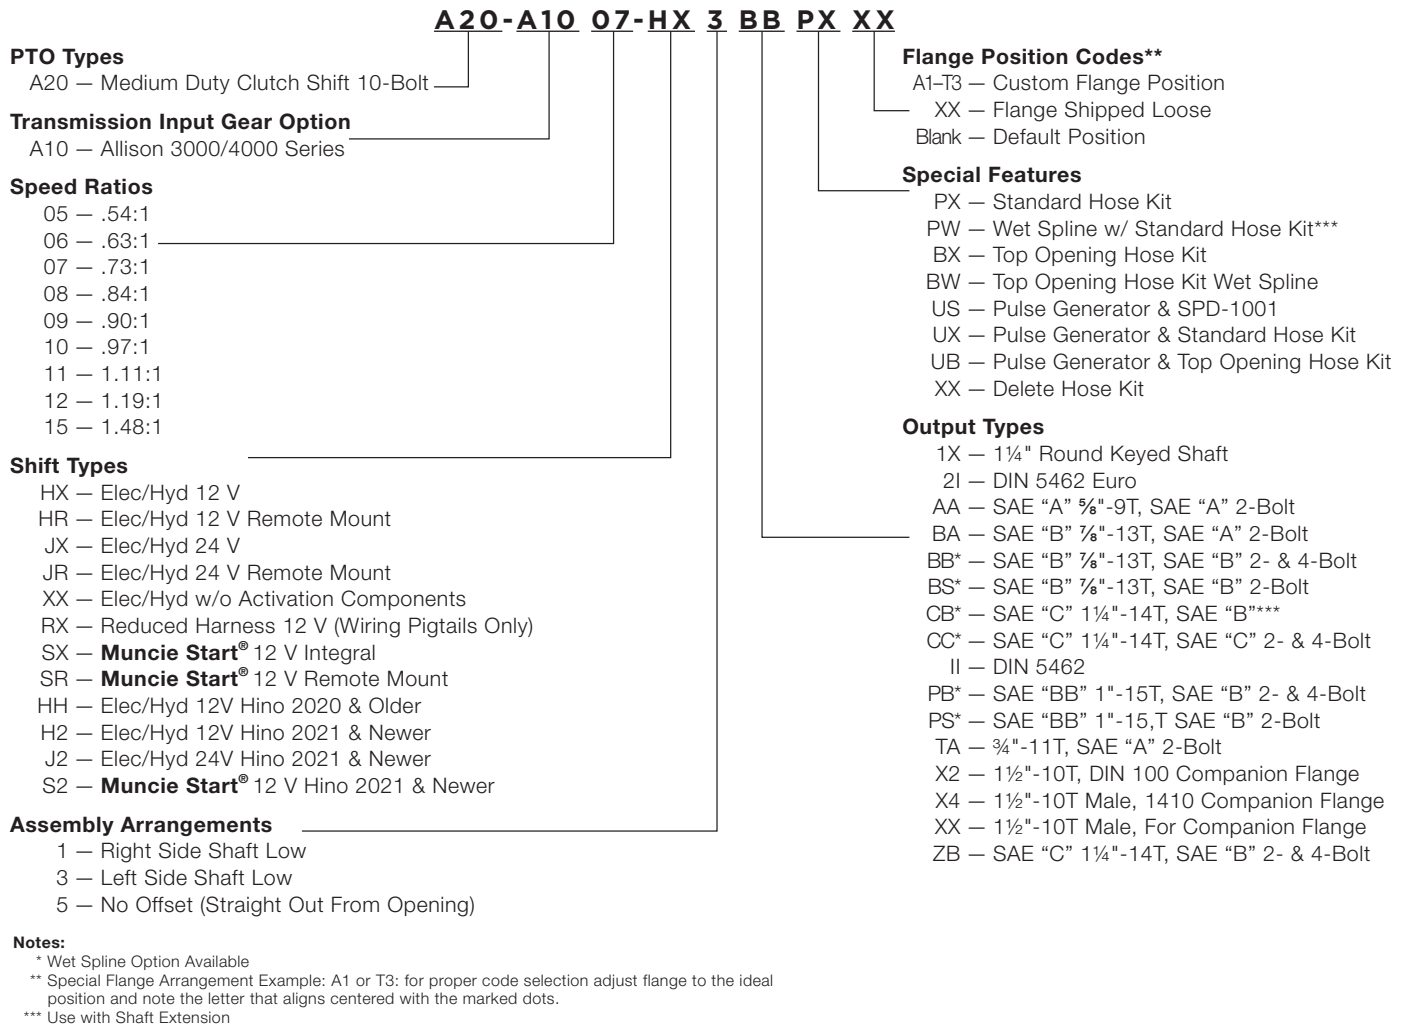 A20-A10 07-HX 3 BB PX XX
PTO Types
A20 — Medium Duty Clutch Shift 10-Bolt
Transmission Input Gear Option
A10 — Allison 3000/4000 Series
Speed Ratios
05 — .54:1
06 — .63:1
07 — .73:1
08 — .84:1
09 — .90:1
10 — .97:1
11 — 1.11:1
12 — 1.19:1
15 — 1.48:1
Shift Types
HX — Elec/Hyd 12 V
HR — Elec/Hyd 12 V Remote Mount
JX — Elec/Hyd 24 V
JR — Elec/Hyd 24 V Remote Mount
XX — Elec/Hyd w/o Activation Components
RX — Reduced Harness 12 V (Wiring Pigtails Only)
SX — Muncie Start® 12 V Integral
SR — Muncie Start® 12 V Remote Mount
HH — Elec/Hyd 12V Hino 2020 & Older
H2 — Elec/Hyd 12V Hino 2021 & Newer
J2 — Elec/Hyd 24V Hino 2021 & Newer
S2 — Muncie Start® 12 V Hino 2021 & Newer
Assembly Arrangements
1 — Right Side Shaft Low
3 — Left Side Shaft Low
5 — No Offset (Straight Out From Opening)
Flange Position Codes**
A1–T3 — Custom Flange Position
XX — Flange Shipped Loose
Blank — Default Position
Special Features
PX — Standard Hose Kit
PW — Wet Spline w/ Standard Hose Kit***
BX — Top Opening Hose Kit
BW — Top Opening Hose Kit Wet Spline
US — Pulse Generator & SPD-1001
UX — Pulse Generator & Standard Hose Kit
UB — Pulse Generator & Top Opening Hose Kit
XX — Delete Hose Kit
Output Types
1X — 1¼" Round Keyed Shaft
2I — DIN 5462 Euro
AA — SAE “A” ⅝"-9T, SAE “A” 2-Bolt
BA — SAE “B” ⅞"-13T, SAE “A” 2-Bolt
BB* — SAE “B” ⅞"-13T, SAE “B” 2- & 4-Bolt
BS* — SAE “B” ⅞"-13T, SAE “B” 2-Bolt
CB* — SAE “C” 1¼"-14T, SAE “B”***
CC* — SAE “C” 1¼"-14T, SAE “C” 2- & 4-Bolt
II — DIN 5462
PB* — SAE “BB” 1"-15T, SAE “B” 2- & 4-Bolt
PS* — SAE “BB” 1"-15,T SAE “B” 2-Bolt
TA — ¾"-11T, SAE “A” 2-Bolt
X2 — 1½"-10T, DIN 100 Companion Flange
X4 — 1½"-10T Male, 1410 Companion Flange
XX — 1½"-10T Male, For Companion Flange
ZB — SAE “C” 1¼"-14T, SAE “B” 2- & 4-Bolt
Notes:
* Wet Spline Option Available
** Special Flange Arrangement Example: A1 or T3: for proper code selection adjust flange to the ideal
position and note the letter that aligns centered with the marked dots.
*** Use with Shaft Extension